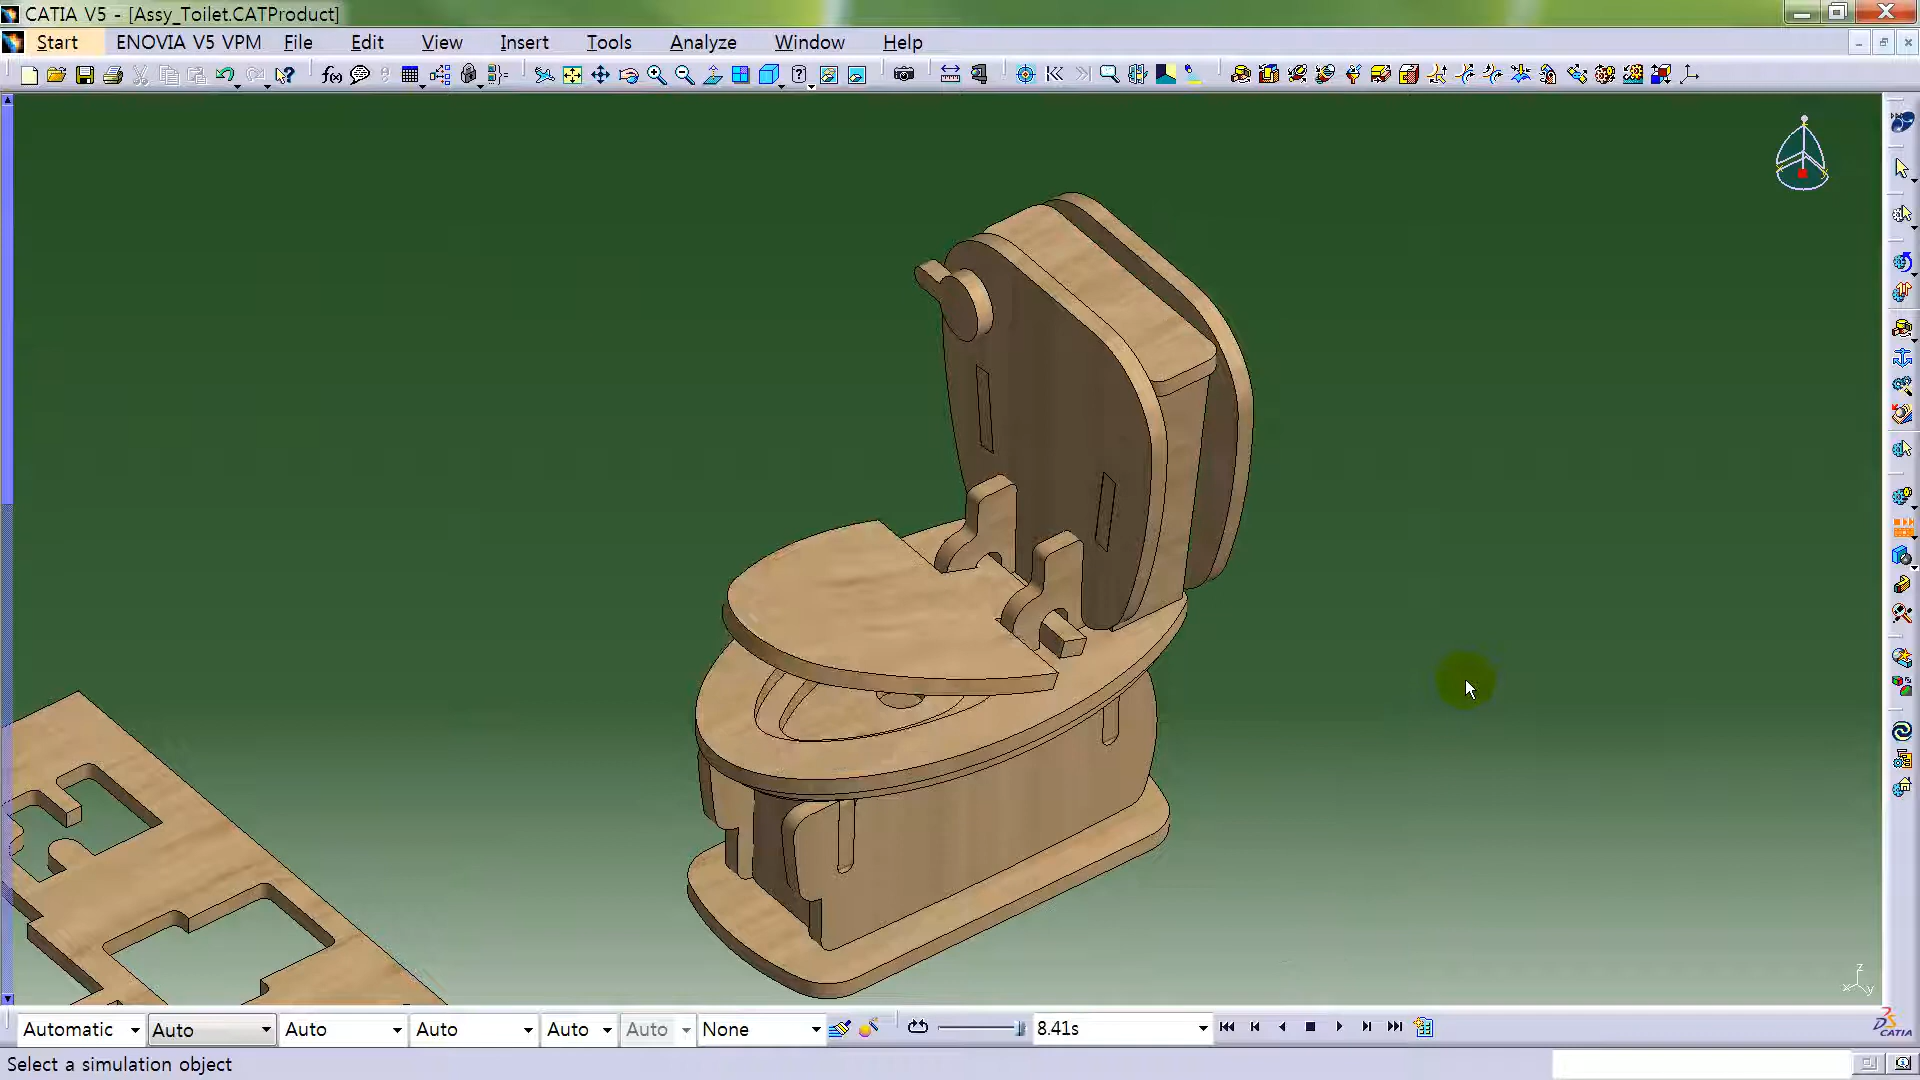 CATIA V5 - [Assy_Toilet.CATProduct]
Start ENOVIA V5 VPM File Edit View Insert Tools Analyze Window Help
f(x)
z
x y
Automatic Auto Auto Auto Auto Auto None 8.41s
CATIA
Select a simulation object